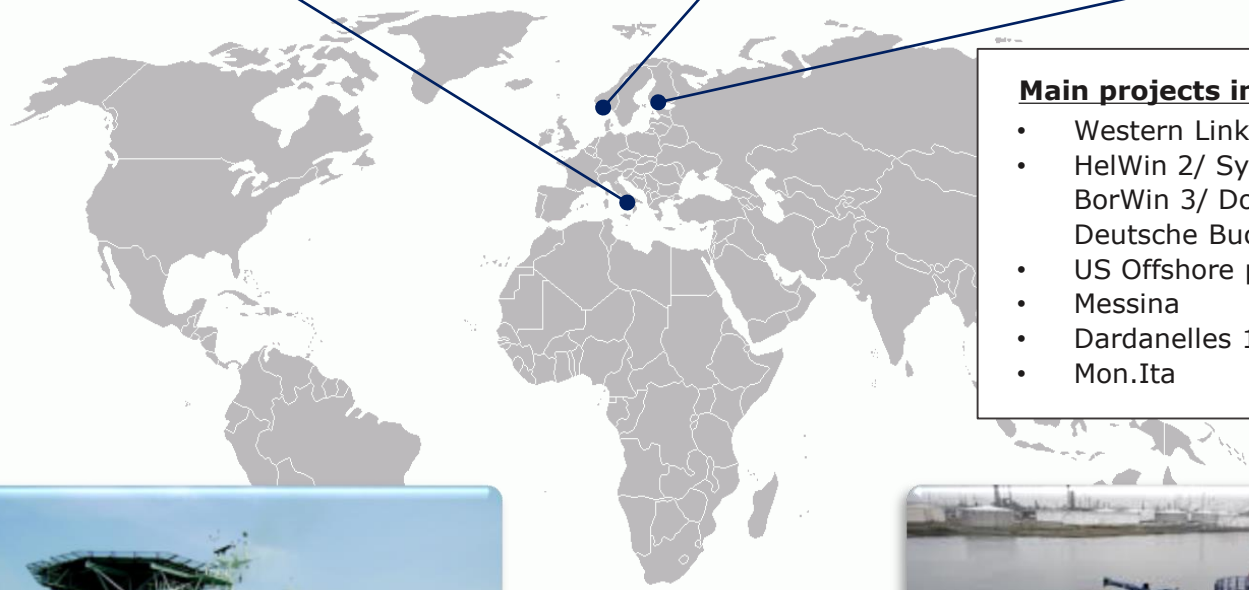 Main projects in
• Western Link
• HelWin 2/ Sy
BorWin 3/ Do
Deutsche Buc
• US Offshore p
• Messina
• Dardanelles 1
• Mon.Ita